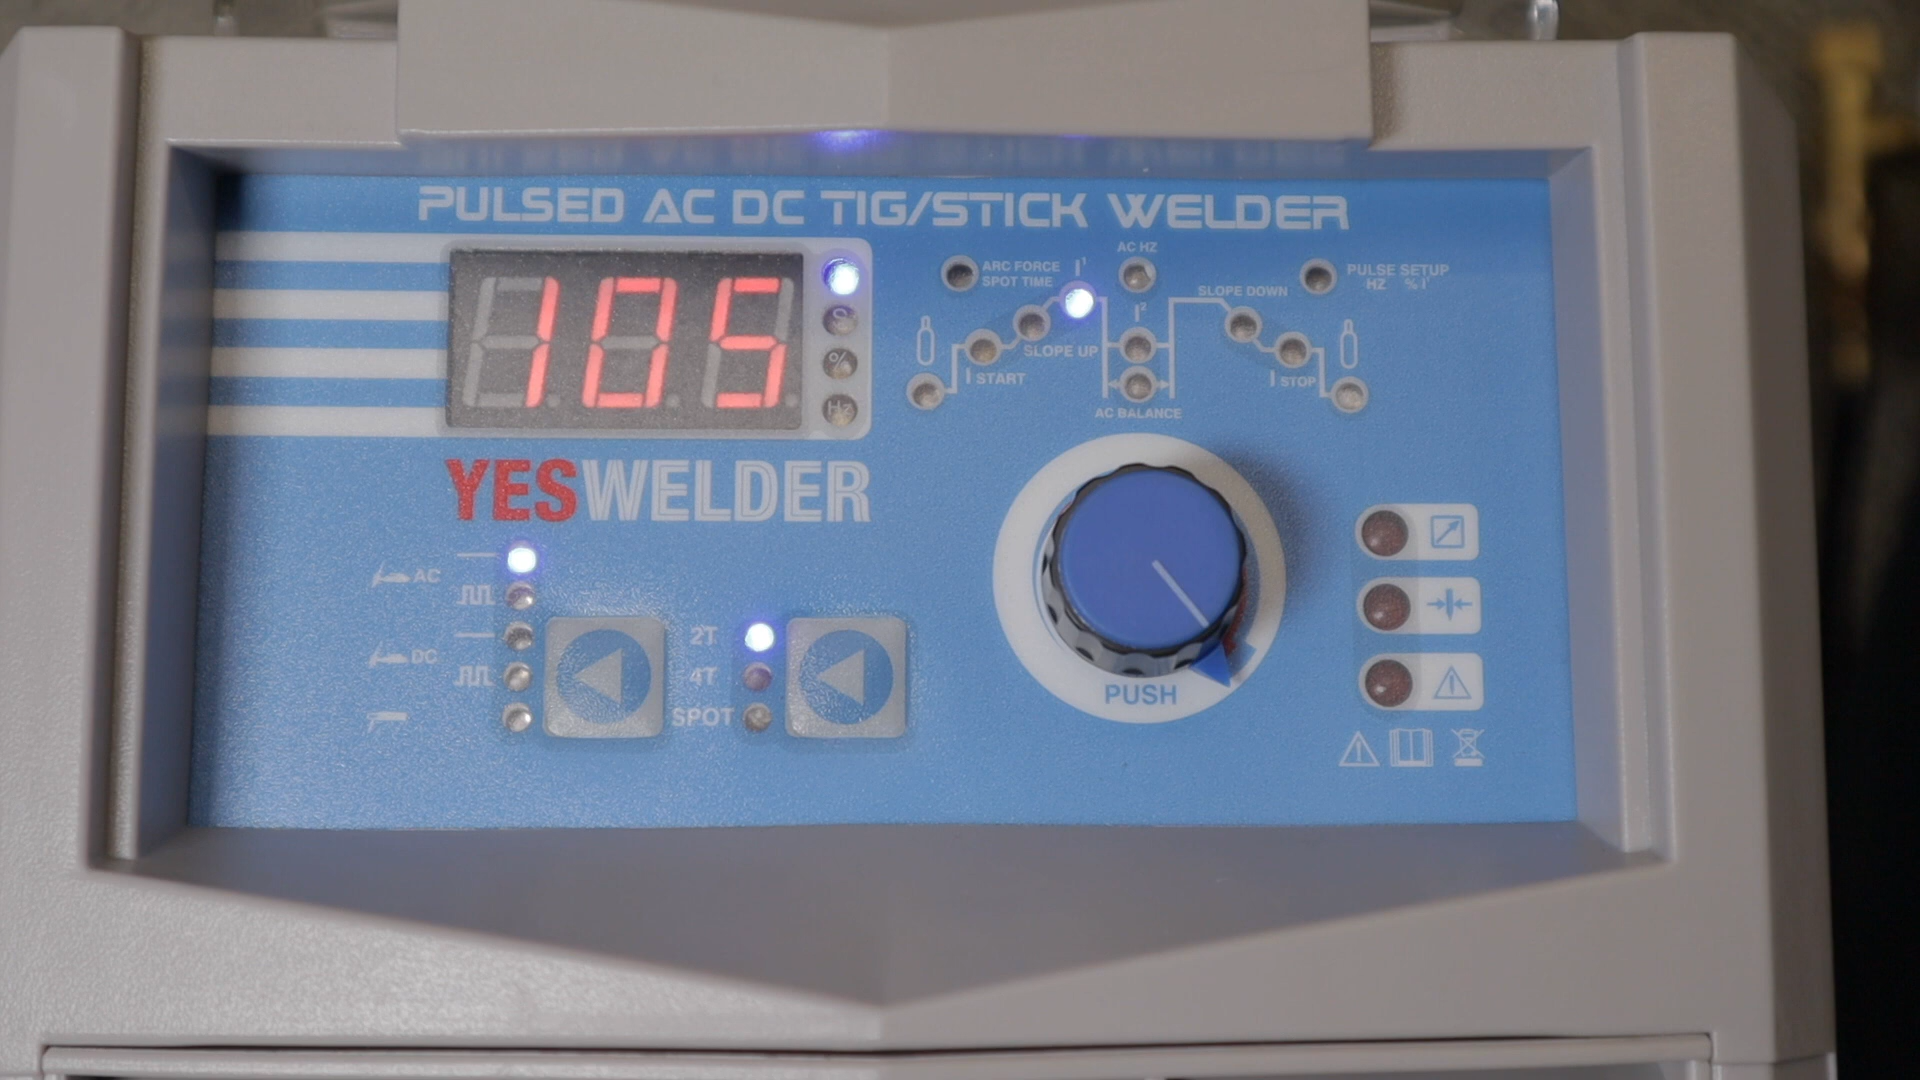 PULSED AC DC TIG/STICK WELDER
105
S
%
Hz
ARC FORCE
SPOT TIME
I¹
AC HZ
PULSE SETUP
HZ % I¹
I²
SLOPE DOWN
SLOPE UP
I START
I STOP
AC BALANCE
YESWELDER
AC
DC
2T
4T
SPOT
PUSH